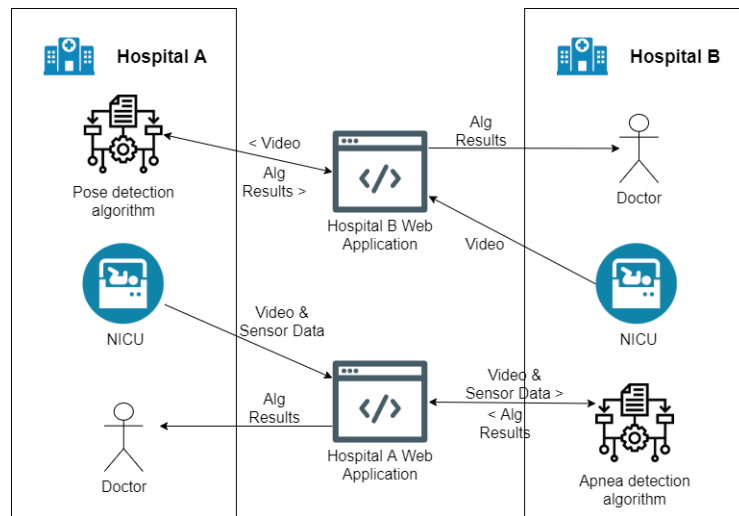 Hospital A
Hospital B
Pose detection
algorithm
< Video
Alg
Results >
</>
Hospital B Web
Application
Alg
Results
Doctor
Video
NICU
NICU
Video &
Sensor Data
</>
Hospital A Web
Application
Alg
Results
Doctor
Video &
Sensor Data >
< Alg
Results
Apnea detection
algorithm